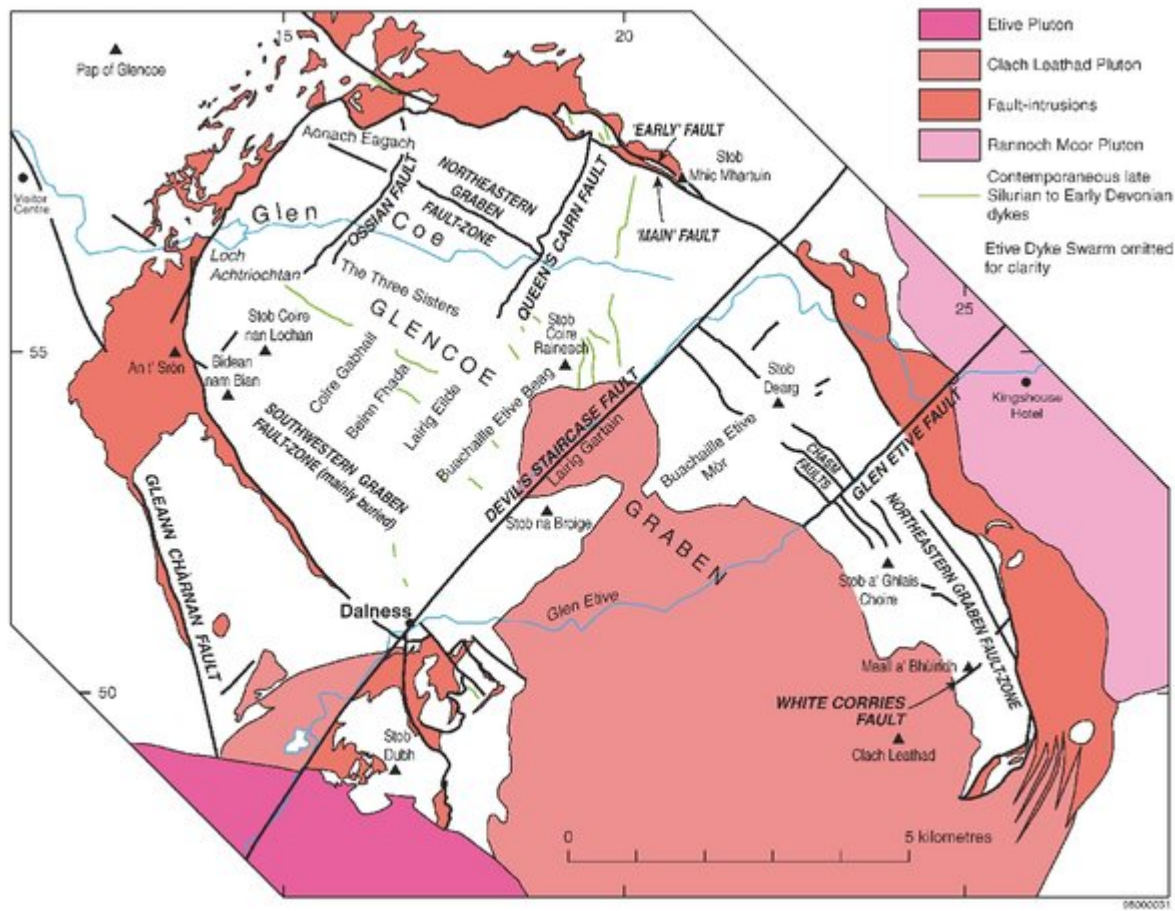 Etive Pluton
Clach Leathad Pluton
Fault-intrusions
Rannoch Moor Pluton
Contemporaneous late
Silurian to Early Devonian
dykes
Etive Dyke Swarm omitted
for clarity
15
20
Pap of Glencoe
Aonach Eagach
'EARLY' FAULT
Stob
Mhic Mhartuin
'MAIN' FAULT
Visitor
Centre
Glen
Coe
OSSIAN FAULT
NORTHEASTERN
GRABEN
FAULT-ZONE
QUEEN'S CAIRN FAULT
Loch
Achtriochtan
The Three Sisters
GLENCOE
25
55
Stob Coire
nan Lochan
An t' Sròn
Bidean
nam Bian
Coire Gabhail
Beinn Fhada
Lairig Eilde
Buachaille Etive Beag
Stob
Coire
Raineach
Stob
Dearg
Kingshouse
Hotel
SOUTHWESTERN GRABEN
FAULT-ZONE (mainly buried)
DEVIL'S STAIRCASE FAULT
Lairig Gartain
Buachaille Etive
Mòr
CHASM
FAULTS
GLEN ETIVE FAULT
GLEANN CHÀRNAN FAULT
Stob na Broige
GRABEN
NORTHEASTERN GRABEN FAULT-ZONE
Stob a' Ghlais
Choire
Dalness
Glen Etive
50
Meall a' Bhùiridh
WHITE CORRIES
FAULT
Clach Leathad
Stob
Dubh
0
5 kilometres